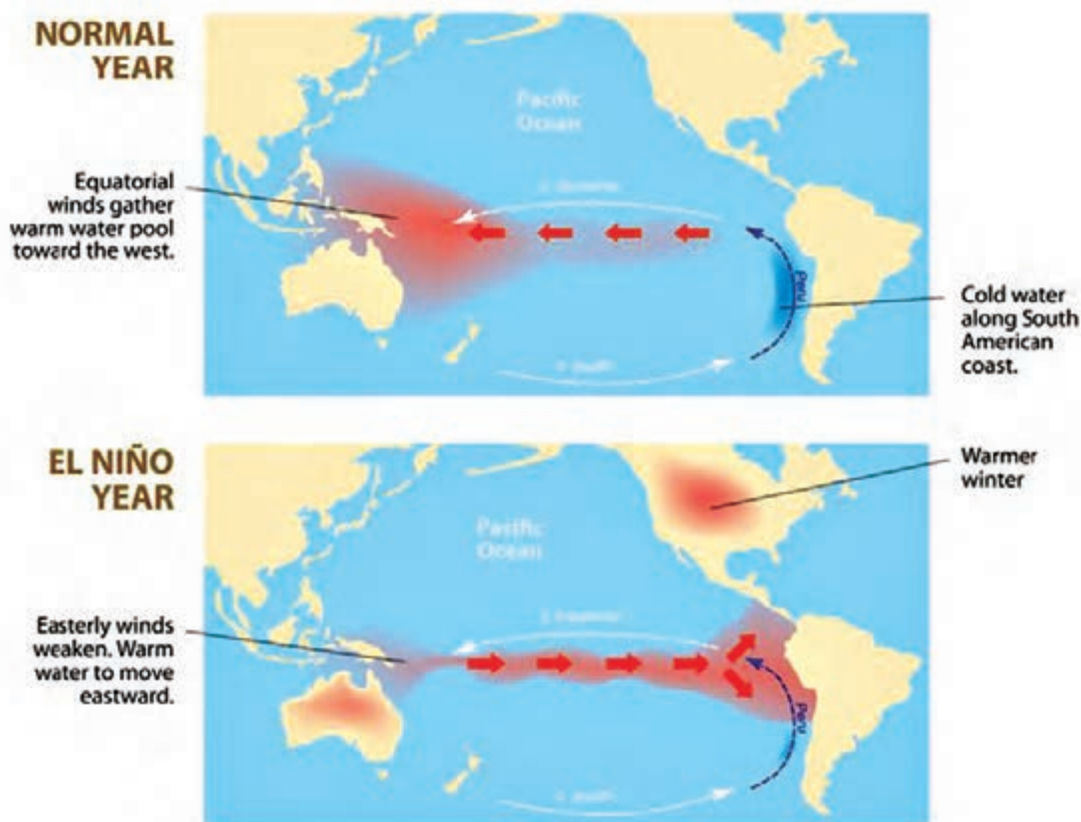 NORMAL
YEAR
Pacific
Ocean
Equatorial
winds gather
warm water pool
toward the west.
Peru
Cold water
along South
American
coast.
EL NIÑO
YEAR
Warmer
winter
Pacific
Ocean
Easterly winds
weaken. Warm
water to move
eastward.
Peru